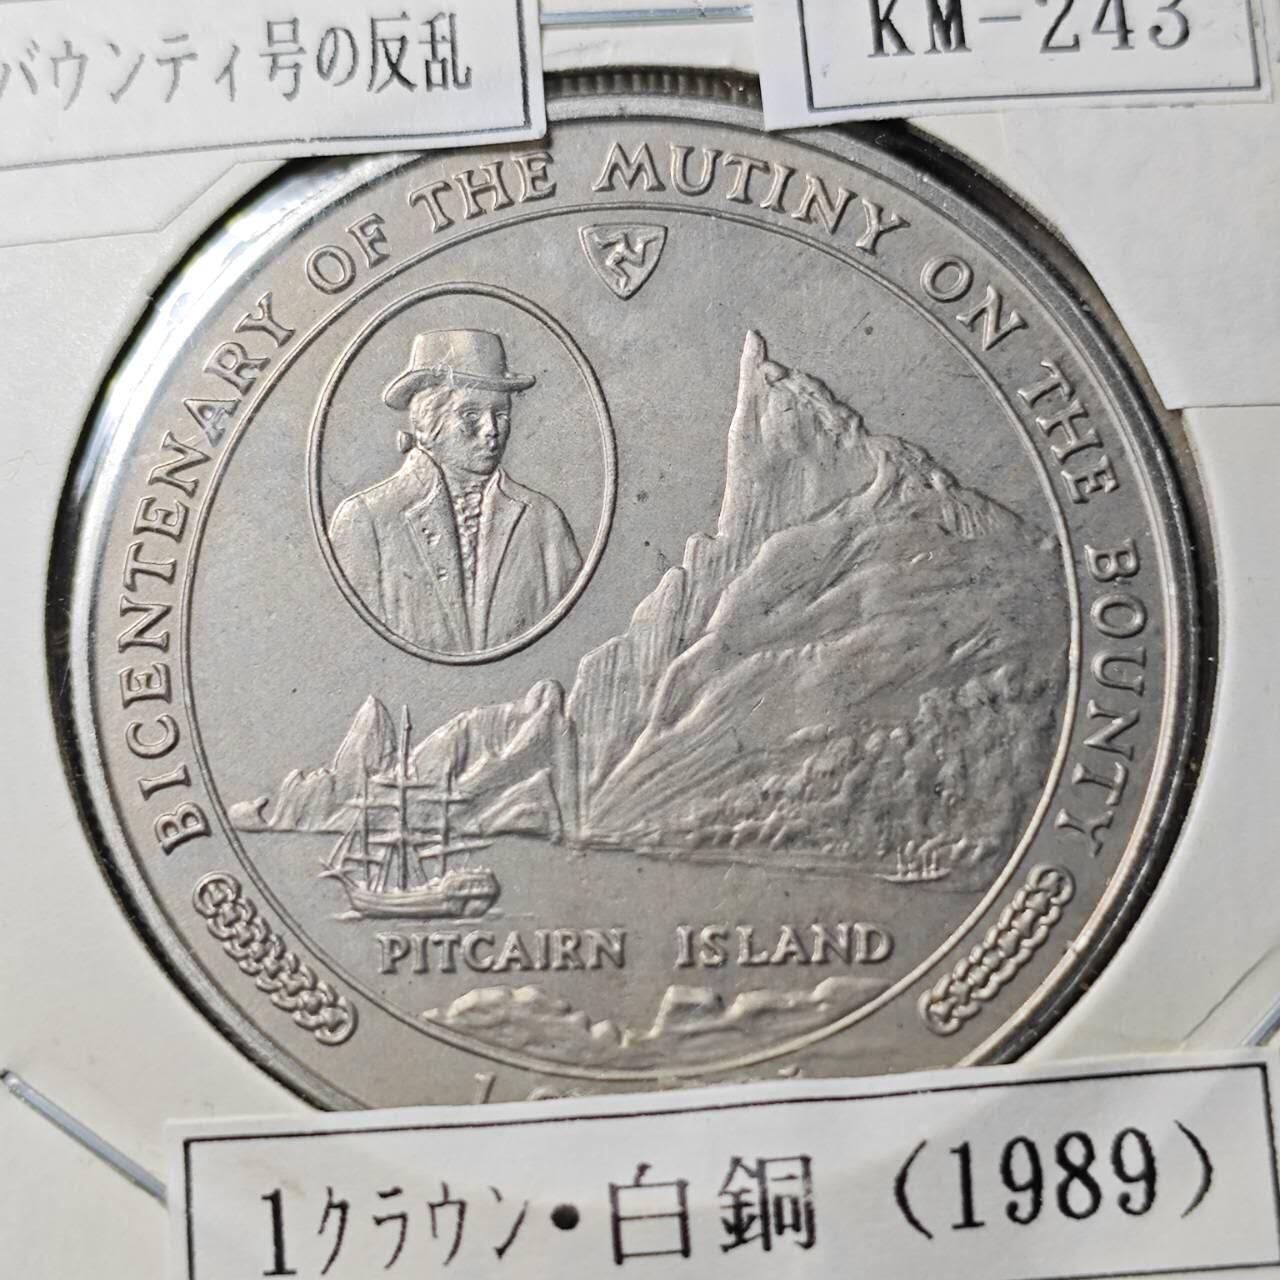 バウンティ号の反乱
KM-243
BICENTENARY OF THE MUTINY ON THE BOUNTY
PITCAIRN ISLAND
1クラウン・白銅（1989）